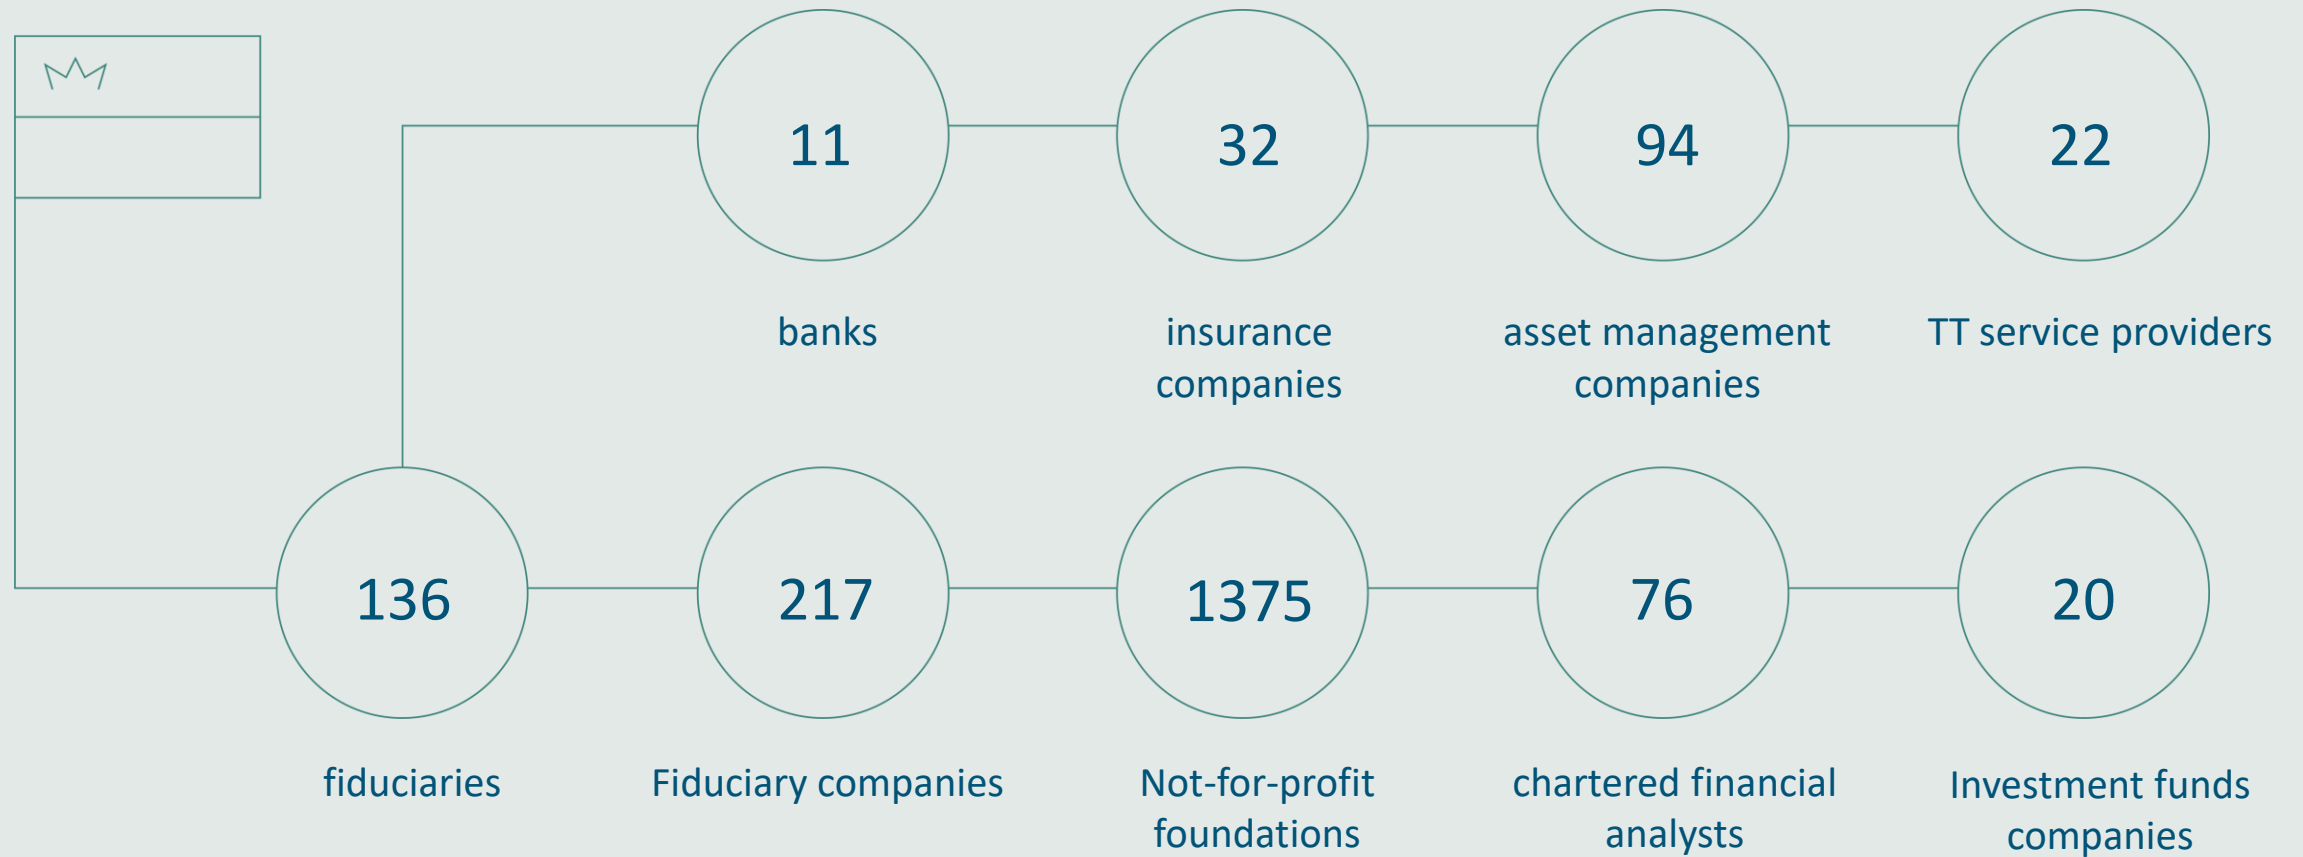 11
banks
32
insurance
companies
94
asset management
companies
22
TT service providers
136
fiduciaries
217
Fiduciary companies
1375
Not-for-profit
foundations
76
chartered financial
analysts
20
Investment funds
companies